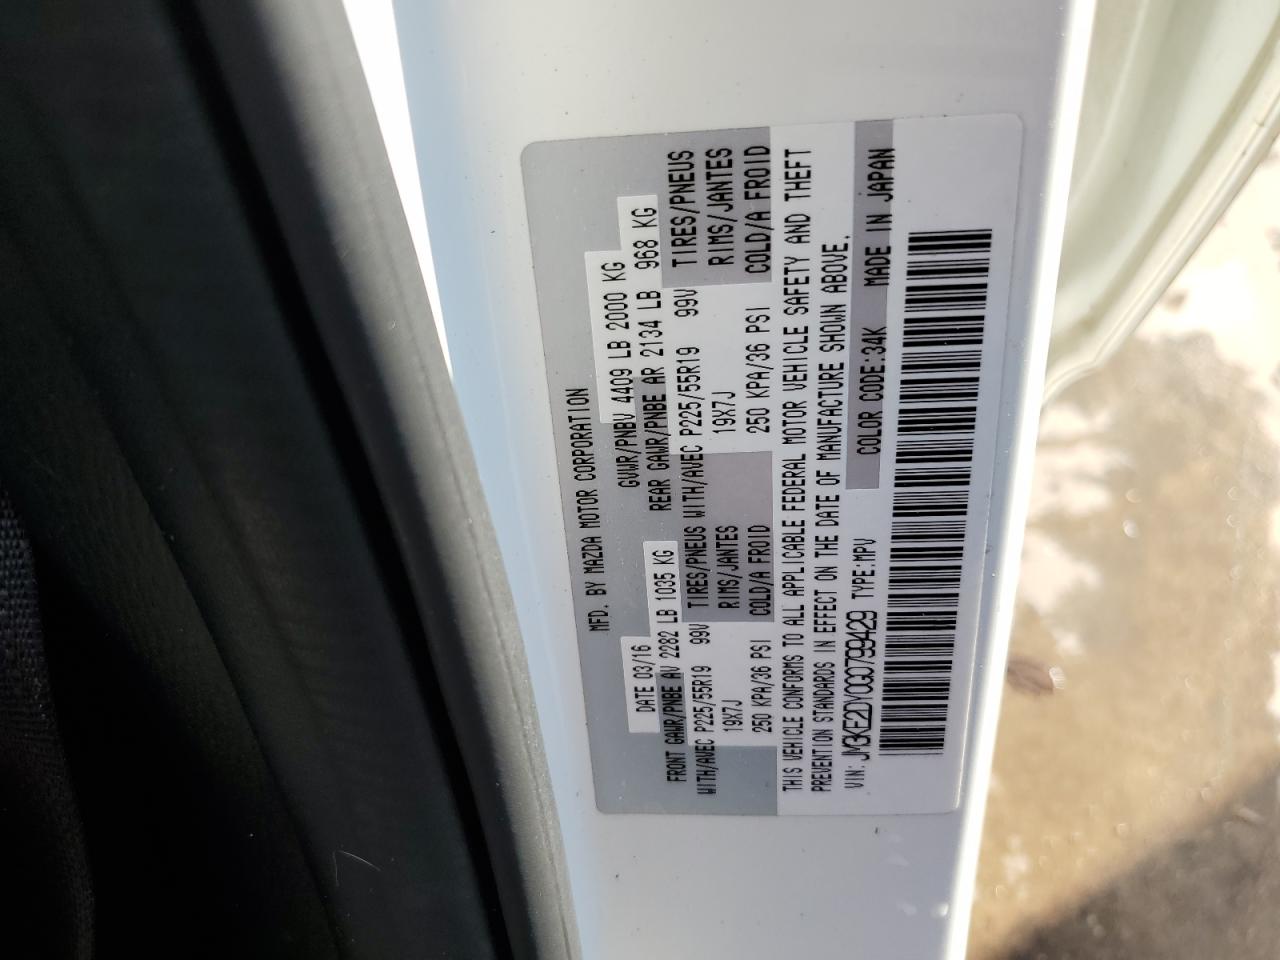 MFD. BY MAZDA MOTOR CORPORATION
DATE 03/16 GVWR/PNBV 4409 LB 2000 KG
FRONT GAWR/PNBE AV 2282 LB 1035 KG REAR GAWR/PNBE AR 2134 LB 968 KG
WITH/AVEC P225/55R19 99V TIRES/PNEUS WITH/AVEC P225/55R19 99V TIRES/PNEUS
19X7J RIMS/JANTES 19X7J RIMS/JANTES
250 KPA/36 PSI COLD/A FROID 250 KPA/36 PSI COLD/A FROID
THIS VEHICLE CONFORMS TO ALL APPLICABLE FEDERAL MOTOR VEHICLE SAFETY AND THEFT
PREVENTION STANDARDS IN EFFECT ON THE DATE OF MANUFACTURE SHOWN ABOVE.
VIN: JM3KE2DY0G0799429 TYPE:MPV COLOR CODE:34K MADE IN JAPAN